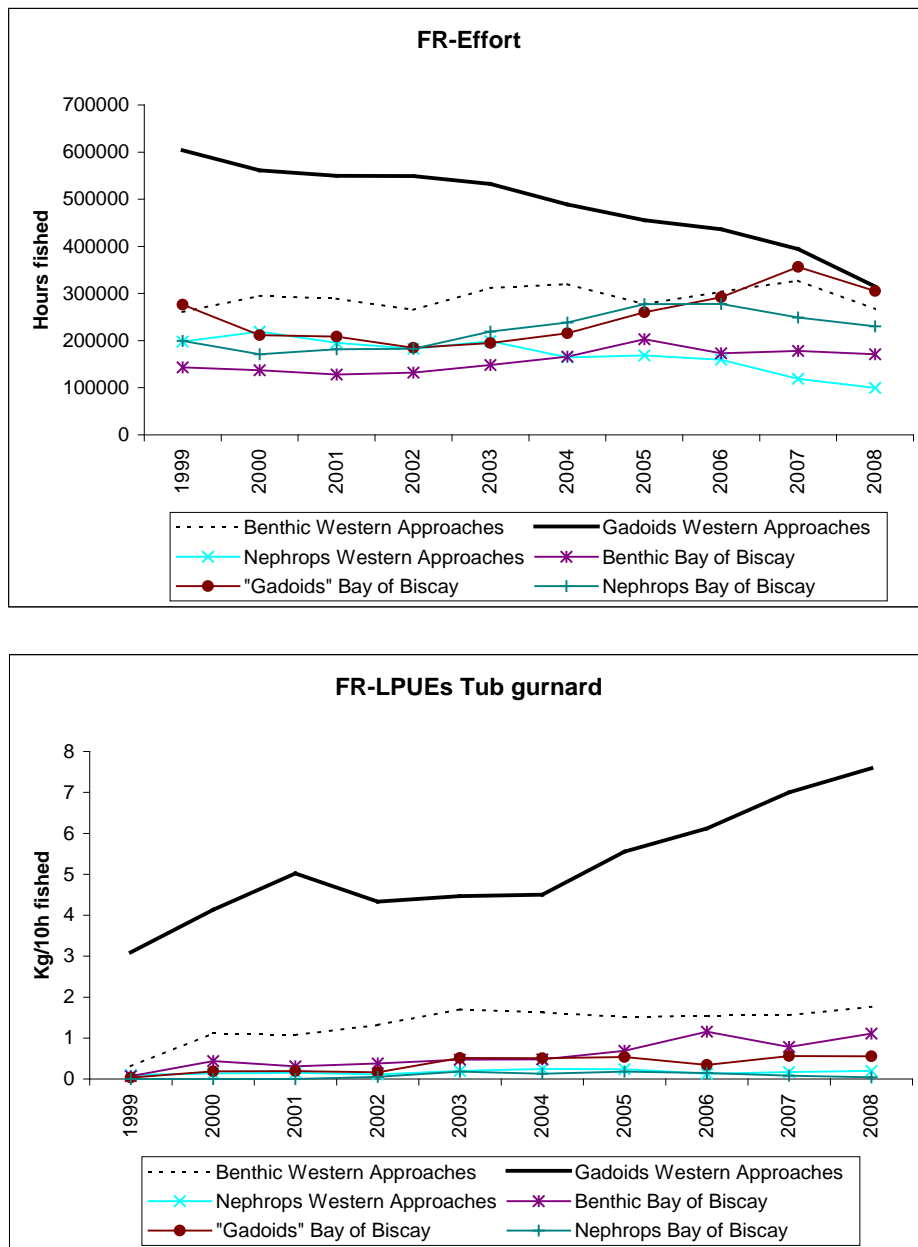 FR-Effort
700000
600000
500000
400000
300000
200000
100000
0
Hours fished
1999 2000 2001 2002 2003 2004 2005 2006 2007 2008
Benthic Western Approaches Gadoids Western Approaches
Nephrops Western Approaches Benthic Bay of Biscay
"Gadoids" Bay of Biscay Nephrops Bay of Biscay
FR-LPUEs Tub gurnard
8
7
6
5
4
3
2
1
0
Kg/10h fished
1999 2000 2001 2002 2003 2004 2005 2006 2007 2008
Benthic Western Approaches Gadoids Western Approaches
Nephrops Western Approaches Benthic Bay of Biscay
"Gadoids" Bay of Biscay Nephrops Bay of Biscay